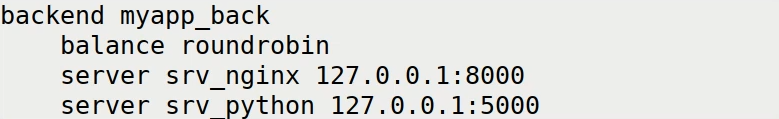 backend myapp_back
    balance roundrobin
    server srv_nginx 127.0.0.1:8000
    server srv_python 127.0.0.1:5000